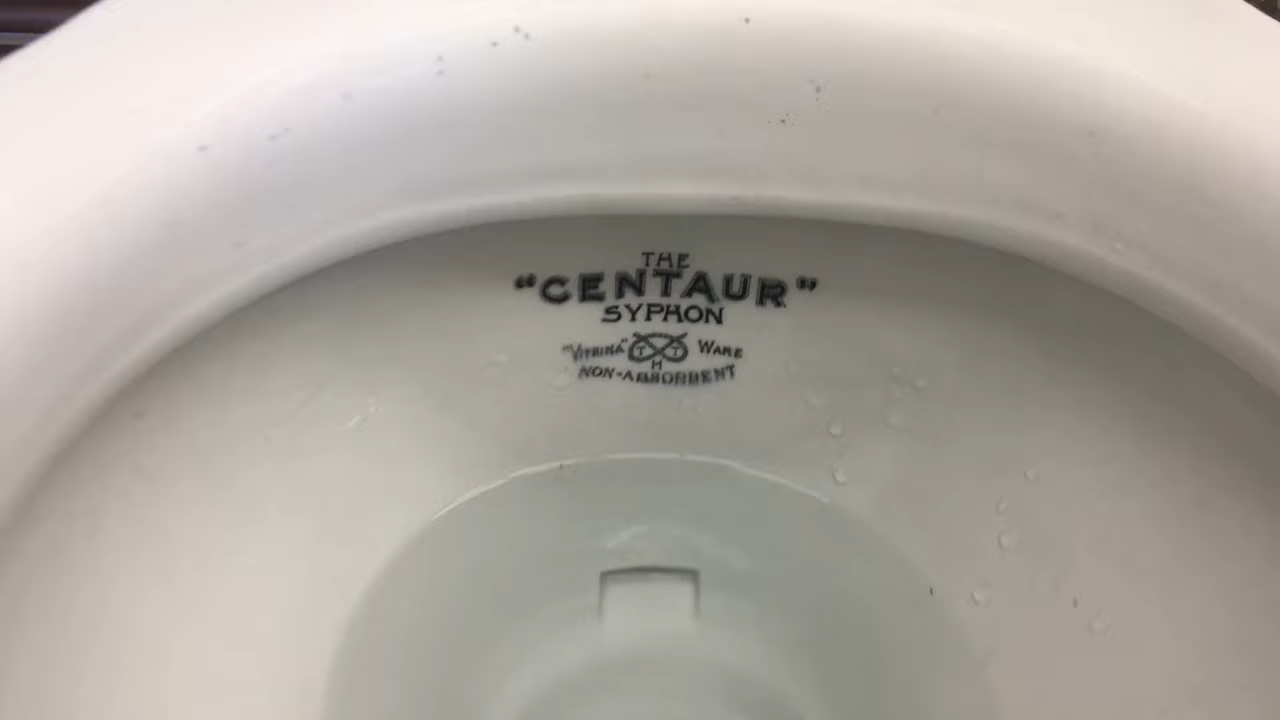 THE
"CENTAUR"
SYPHON
"VITRINA" T T WARE
H
NON-ABSORBENT